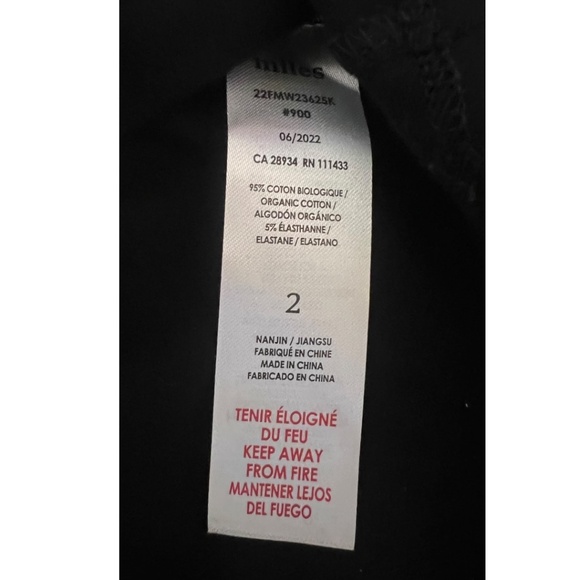 miles
22FMW23625K
#900
06/2022
CA 28934 RN 111433
95% COTON BIOLOGIQUE /
ORGANIC COTTON /
ALGODÓN ORGÁNICO
5% ÉLASTHANNE /
ELASTANE / ELASTANO
2
NANJIN / JIANGSU
FABRIQUÉ EN CHINE
MADE IN CHINA
FABRICADO EN CHINA
TENIR ÉLOIGNÉ
DU FEU
KEEP AWAY
FROM FIRE
MANTENER LEJOS
DEL FUEGO